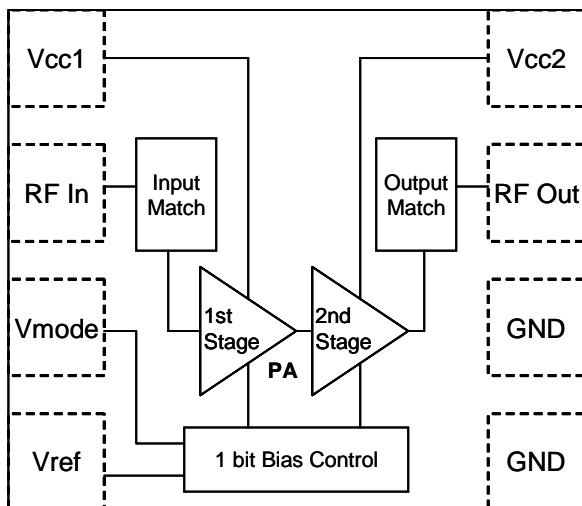 Vcc1
Vcc2
RF In
Input
Match
Output
Match
RF Out
Vmode
1st
Stage
2nd
Stage
PA
GND
Vref
1 bit Bias Control
GND